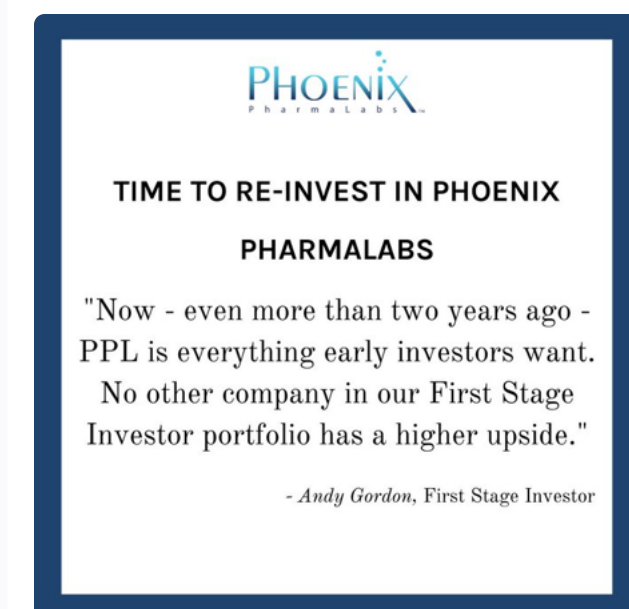 PHOENIX
PharmaLabs™
TIME TO RE-INVEST IN PHOENIX
PHARMALABS
"Now - even more than two years ago -
PPL is everything early investors want.
No other company in our First Stage
Investor portfolio has a higher upside."
- Andy Gordon, First Stage Investor